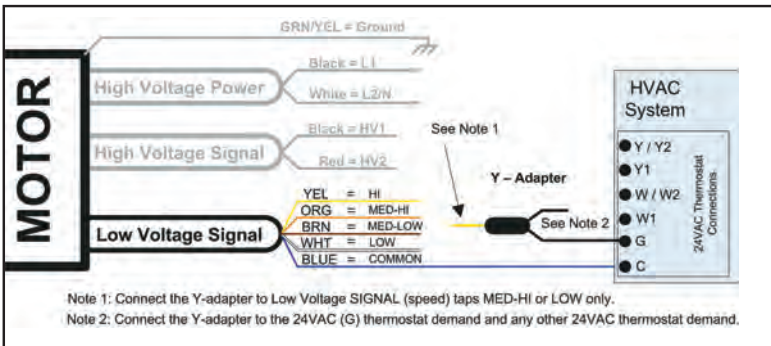 GRN/YEL = Ground
Black = L1
High Voltage Power
White = L2/N
Black = HV1
High Voltage Signal
Red = HV2
MOTOR
YEL = HI
ORG = MED-HI
BRN = MED-LOW
Low Voltage Signal
WHT = LOW
BLUE = COMMON
See Note 1
Y – Adapter
See Note 2
HVAC
System
Y / Y2
Y1
W / W2
W1
G
C
24VAC Thermostat
Connections
Note 1: Connect the Y-adapter to Low Voltage SIGNAL (speed) taps MED-HI or LOW only.
Note 2: Connect the Y-adapter to the 24VAC (G) thermostat demand and any other 24VAC thermostat demand.